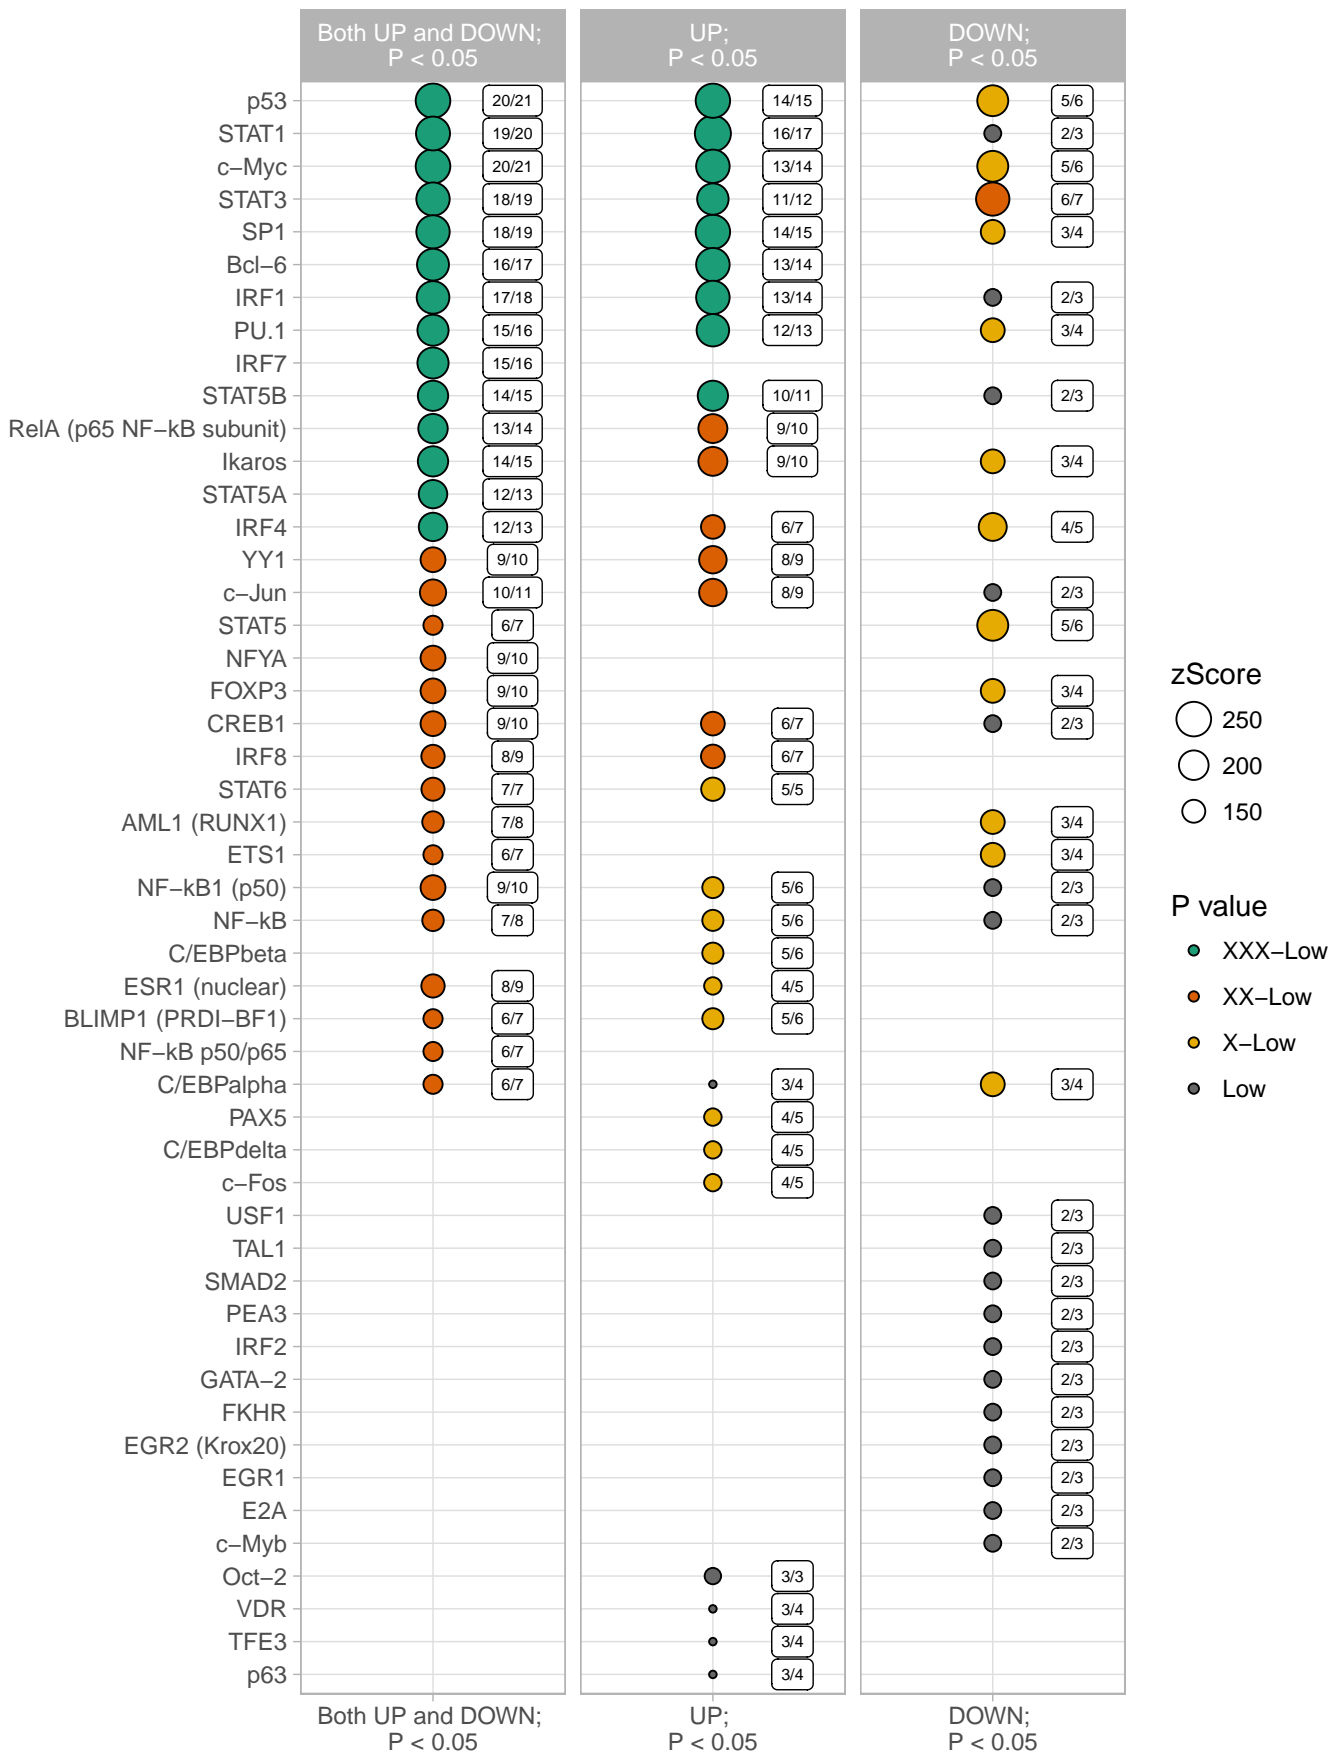 Both UP and DOWN;
P < 0.05
UP;
P < 0.05
DOWN;
P < 0.05
p53 20/21 14/15 5/6
STAT1 19/20 16/17 2/3
c−Myc 20/21 13/14 5/6
STAT3 18/19 11/12 6/7
SP1 18/19 14/15 3/4
Bcl−6 16/17 13/14
IRF1 17/18 13/14 2/3
PU.1 15/16 12/13 3/4
IRF7 15/16
STAT5B 14/15 10/11 2/3
RelA (p65 NF−kB subunit) 13/14 9/10
Ikaros 14/15 9/10 3/4
STAT5A 12/13
IRF4 12/13 6/7 4/5
YY1 9/10 8/9
c−Jun 10/11 8/9 2/3
STAT5 6/7 5/6
NFYA 9/10
FOXP3 9/10 3/4
CREB1 9/10 6/7 2/3
IRF8 8/9 6/7
STAT6 7/7 5/5
AML1 (RUNX1) 7/8 3/4
ETS1 6/7 3/4
NF−kB1 (p50) 9/10 5/6 2/3
NF−kB 7/8 5/6 2/3
C/EBPbeta 5/6
ESR1 (nuclear) 8/9 4/5
BLIMP1 (PRDI−BF1) 6/7 5/6
NF−kB p50/p65 6/7
C/EBPalpha 6/7 3/4 3/4
PAX5 4/5
C/EBPdelta 4/5
c−Fos 4/5
USF1 2/3
TAL1 2/3
SMAD2 2/3
PEA3 2/3
IRF2 2/3
GATA−2 2/3
FKHR 2/3
EGR2 (Krox20) 2/3
EGR1 2/3
E2A 2/3
c−Myb 2/3
Oct−2 3/3
VDR 3/4
TFE3 3/4
p63 3/4
Both UP and DOWN;
P < 0.05
UP;
P < 0.05
DOWN;
P < 0.05
zScore
250
200
150
P value
XXX−Low
XX−Low
X−Low
Low